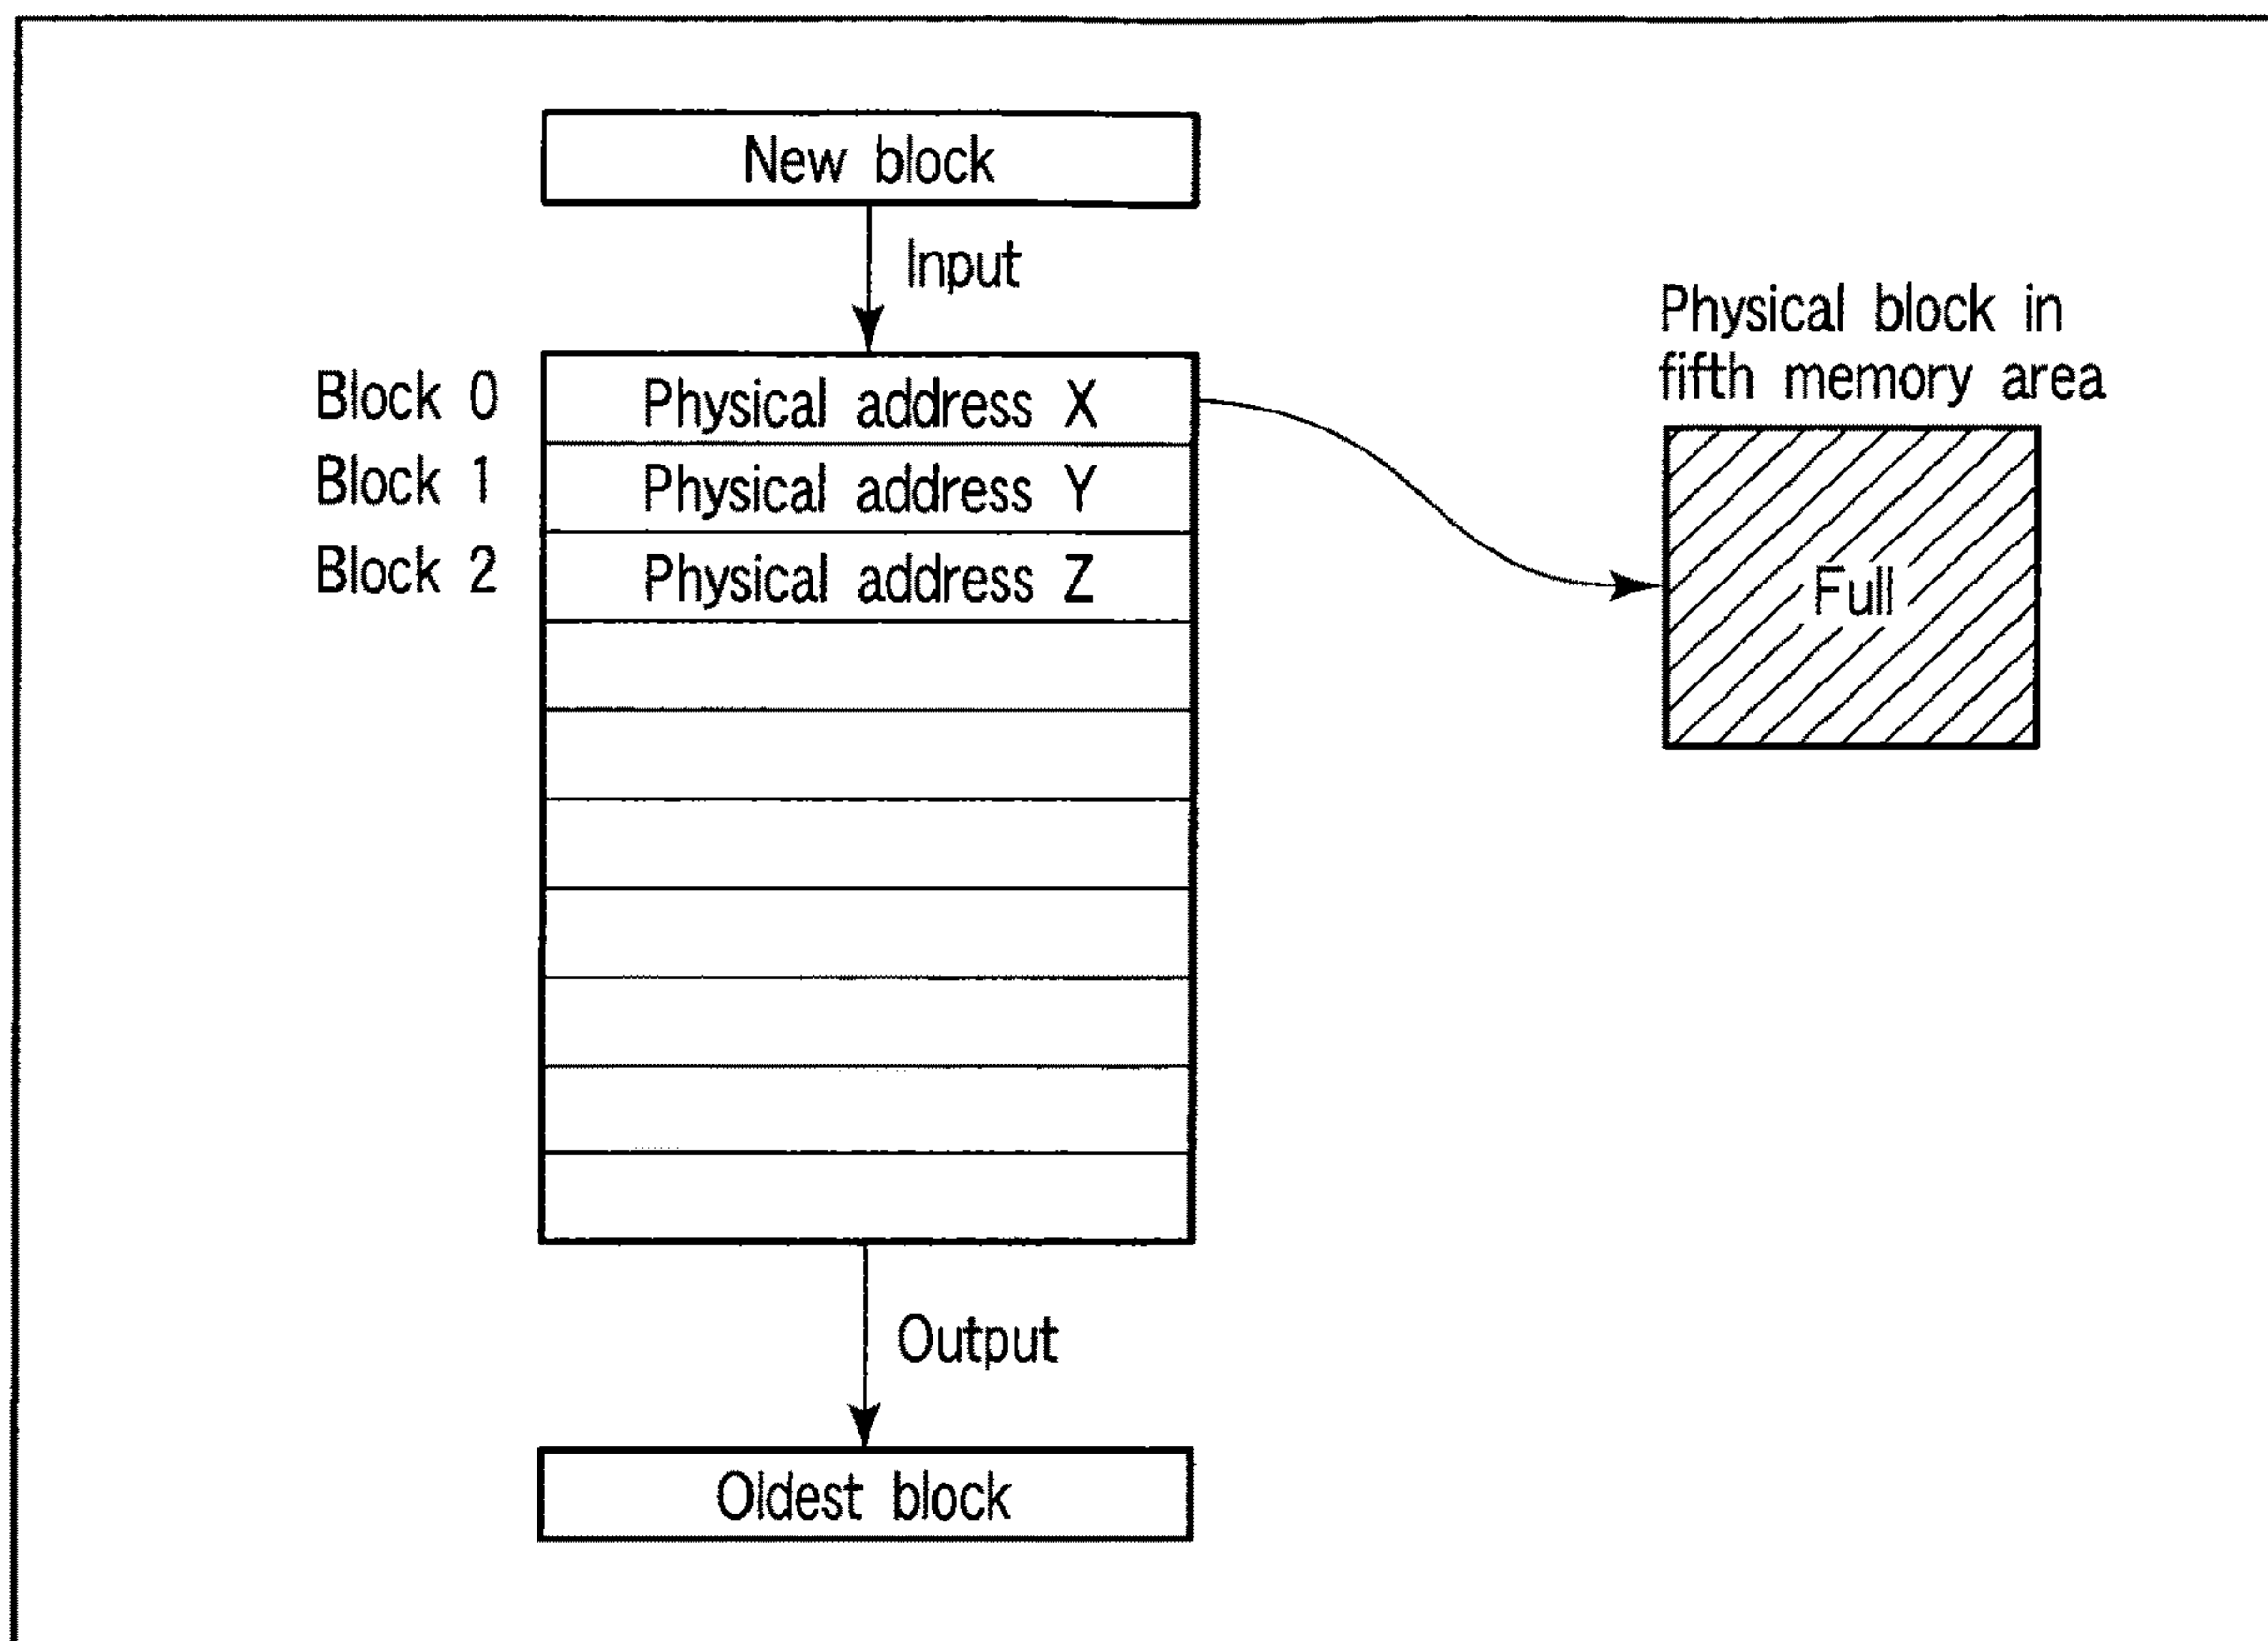 New block
Input
Physical block in
fifth memory area
Block 0
Physical address X
Block 1
Physical address Y
Block 2
Physical address Z
Full
Output
Oldest block